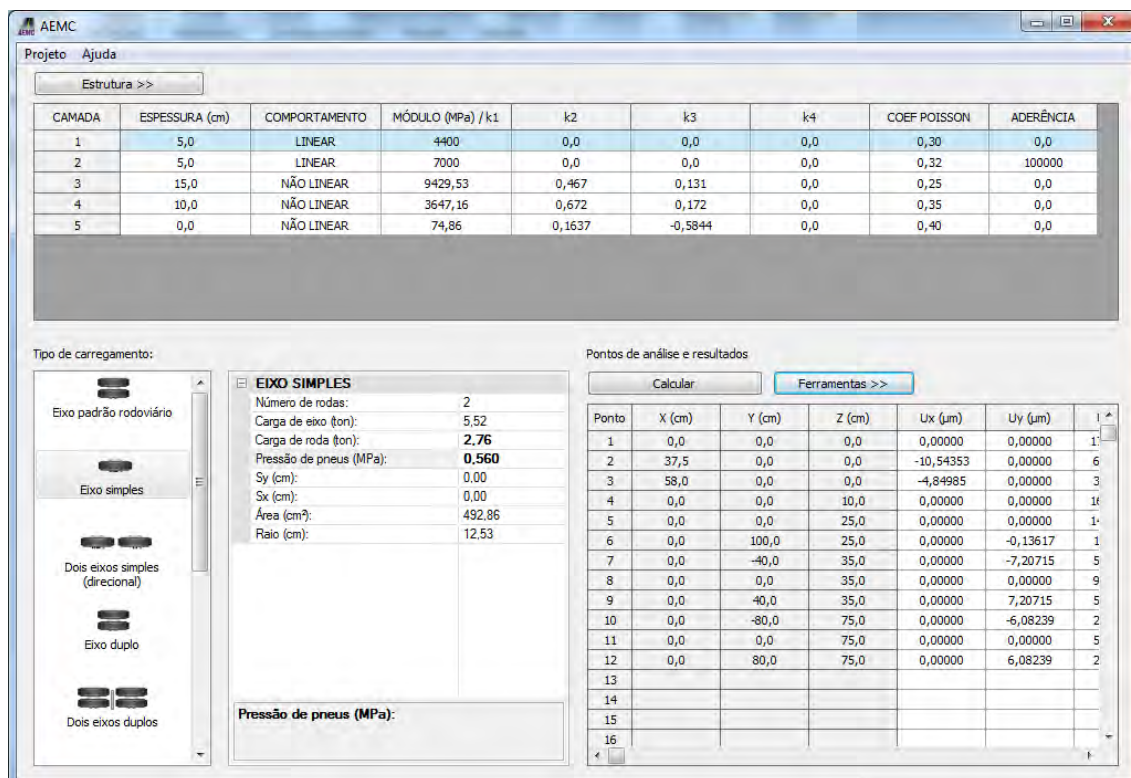 AEMC
Projeto Ajuda
Estrutura >>
CAMADA ESPESSURA (cm) COMPORTAMENTO MÓDULO (MPa) / k1 k2 k3 k4 COEF POISSON ADERÊNCIA
1 5,0 LINEAR 4400 0,0 0,0 0,0 0,30 0,0
2 5,0 LINEAR 7000 0,0 0,0 0,0 0,32 100000
3 15,0 NÃO LINEAR 9429,53 0,467 0,131 0,0 0,25 0,0
4 10,0 NÃO LINEAR 3647,16 0,672 0,172 0,0 0,35 0,0
5 0,0 NÃO LINEAR 74,86 0,1637 -0,5844 0,0 0,40 0,0
Tipo de carregamento:
Eixo padrão rodoviário
Eixo simples
Dois eixos simples
(direcional)
Eixo duplo
Dois eixos duplos
EIXO SIMPLES
Número de rodas: 2
Carga de eixo (ton): 5,52
Carga de roda (ton): 2,76
Pressão de pneus (MPa): 0,560
Sy (cm): 0.00
Sx (cm): 0,00
Área (cm²): 492,86
Raio (cm): 12,53
Pressão de pneus (MPa):
Pontos de análise e resultados
Calcular Ferramentas >>
Ponto X (cm) Y (cm) Z (cm) Ux (µm) Uy (µm)
1 0,0 0,0 0,0 0,00000 0,00000 17
2 37,5 0,0 0,0 -10,54353 0,00000 6
3 58,0 0,0 0,0 -4,84985 0,00000 3
4 0,0 0,0 10,0 0,00000 0,00000 16
5 0,0 0,0 25,0 0,00000 0,00000 14
6 0,0 100,0 25,0 0,00000 -0,13617 1
7 0,0 -40,0 35,0 0,00000 -7,20715 5
8 0,0 0,0 35,0 0,00000 0,00000 9
9 0,0 40,0 35,0 0,00000 7,20715 5
10 0,0 -80,0 75,0 0,00000 -6,08239 2
11 0,0 0,0 75,0 0,00000 0,00000 5
12 0,0 80,0 75,0 0,00000 6,08239 2
13
14
15
16